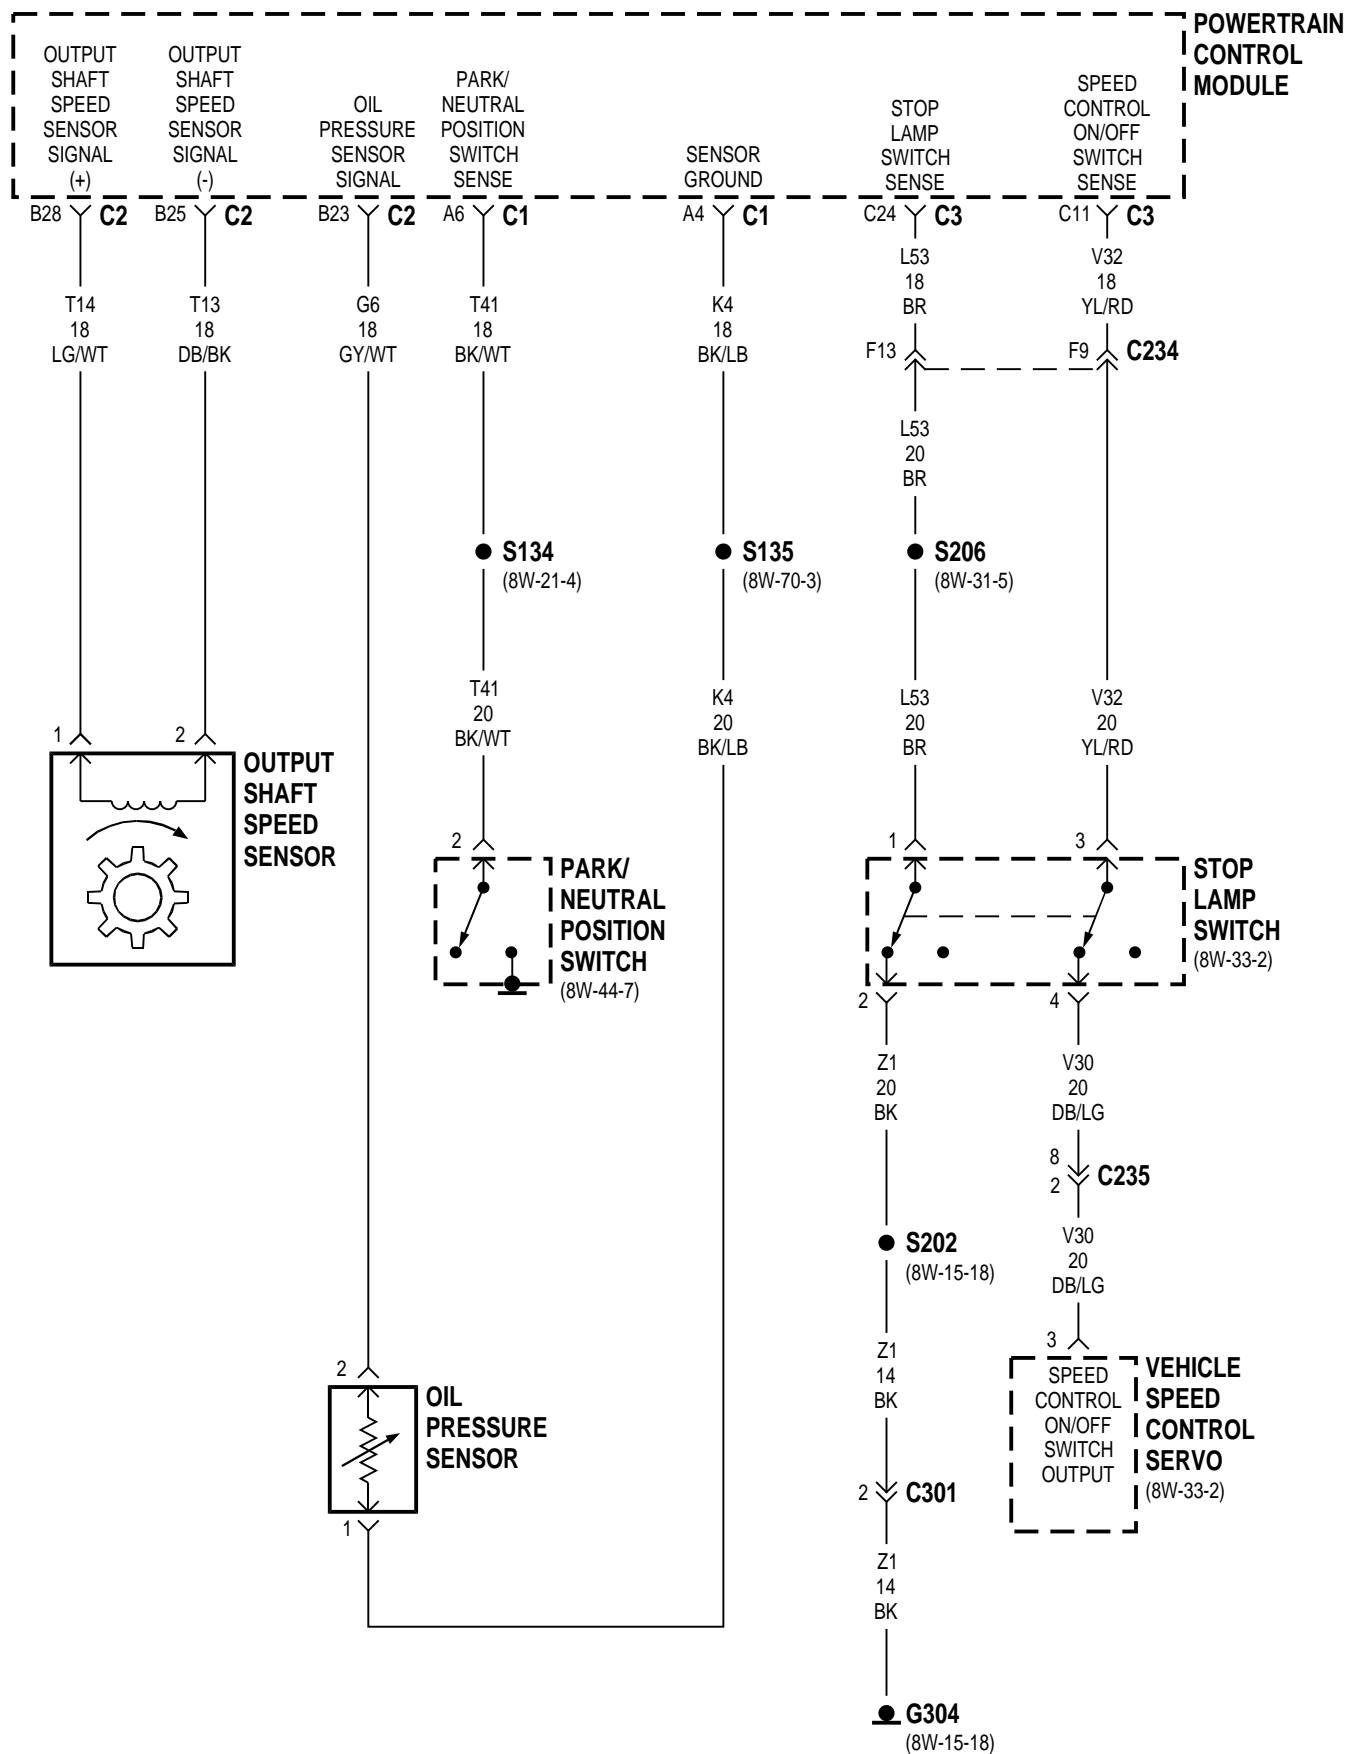 POWERTRAIN
CONTROL
MODULE
OUTPUT
SHAFT
SPEED
SENSOR
SIGNAL
(+)
OUTPUT
SHAFT
SPEED
SENSOR
SIGNAL
(-)
OIL
PRESSURE
SENSOR
SIGNAL
PARK/
NEUTRAL
POSITION
SWITCH
SENSE
SENSOR
GROUND
STOP
LAMP
SWITCH
SENSE
SPEED
CONTROL
ON/OFF
SWITCH
SENSE
B28 C2
B25 C2
B23 C2
A6 C1
A4 C1
C24 C3
C11 C3
T14
18
LG/WT
T13
18
DB/BK
G6
18
GY/WT
T41
18
BK/WT
K4
18
BK/LB
L53
18
BR
V32
18
YL/RD
F13
F9 C234
L53
20
BR
S134
(8W-21-4)
S135
(8W-70-3)
S206
(8W-31-5)
T41
20
BK/WT
K4
20
BK/LB
L53
20
BR
V32
20
YL/RD
1
2
OUTPUT
SHAFT
SPEED
SENSOR
2
PARK/
NEUTRAL
POSITION
SWITCH
(8W-44-7)
1
3
STOP
LAMP
SWITCH
(8W-33-2)
2
4
Z1
20
BK
V30
20
DB/LG
8
2
C235
S202
(8W-15-18)
V30
20
DB/LG
3
SPEED
CONTROL
ON/OFF
SWITCH
OUTPUT
VEHICLE
SPEED
CONTROL
SERVO
(8W-33-2)
2
OIL
PRESSURE
SENSOR
1
Z1
14
BK
2 C301
Z1
14
BK
G304
(8W-15-18)